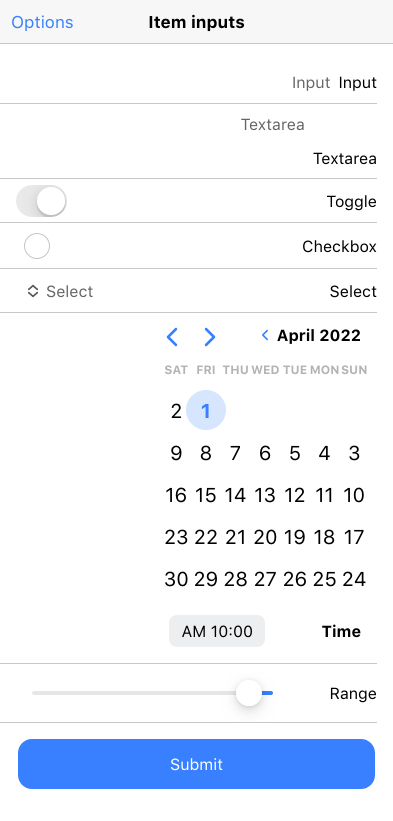 Options Item inputs
Input Input
Textarea
Textarea
Toggle
Checkbox
Select Select
April 2022
SAT FRI THU WED TUE MON SUN
2 1
9 8 7 6 5 4 3
16 15 14 13 12 11 10
23 22 21 20 19 18 17
30 29 28 27 26 25 24
AM 10:00 Time
Range
Submit